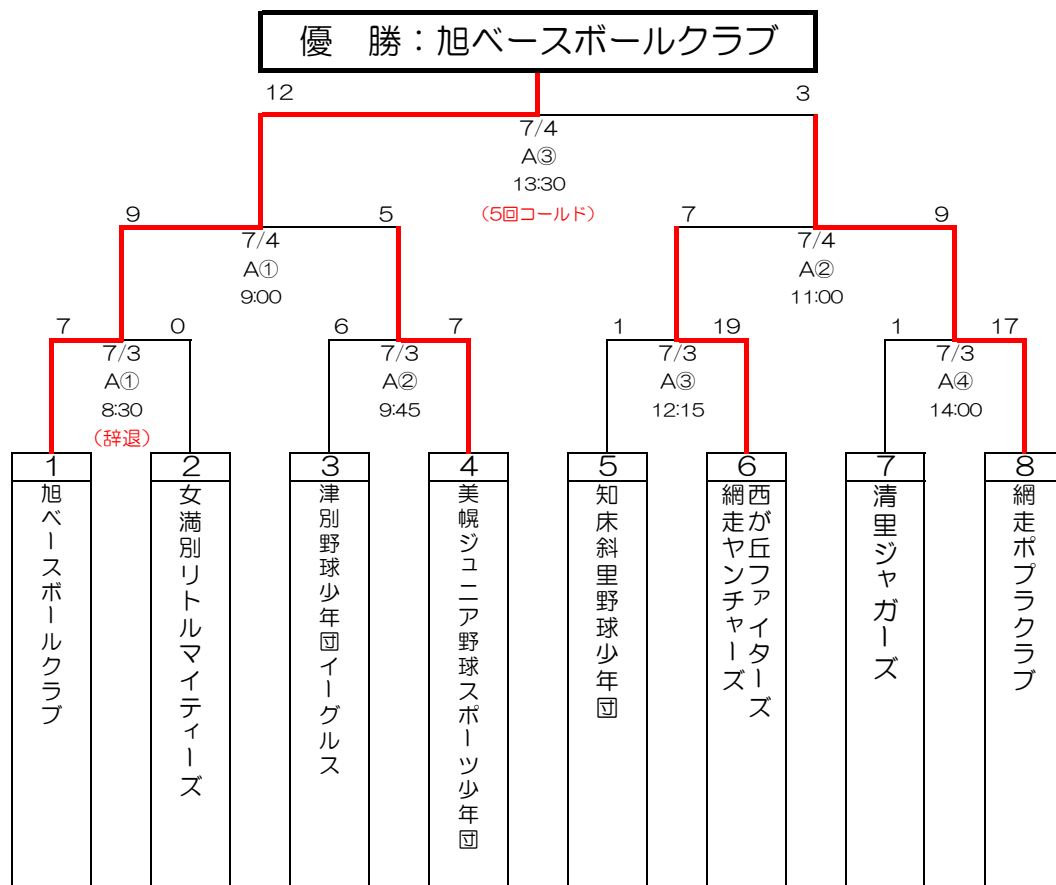 優　勝：旭ベースボールクラブ
12
3
7/4
A③
13:30
（5回コールド）
9
5
7
9
7/4
A①
9:00
7/4
A②
11:00
7
0
6
7
1
19
1
17
7/3
A①
8:30
（辞退）
7/3
A②
9:45
7/3
A③
12:15
7/3
A④
14:00
1
2
3
4
5
6
7
8
旭ベースボールクラブ
女満別リトルマイティーズ
津別野球少年団イーグルス
美幌ジュニア野球スポーツ少年団
知床斜里野球少年団
西が丘ファイターズ
網走ヤンチャーズ
清里ジャガーズ
網走ポプラクラブ